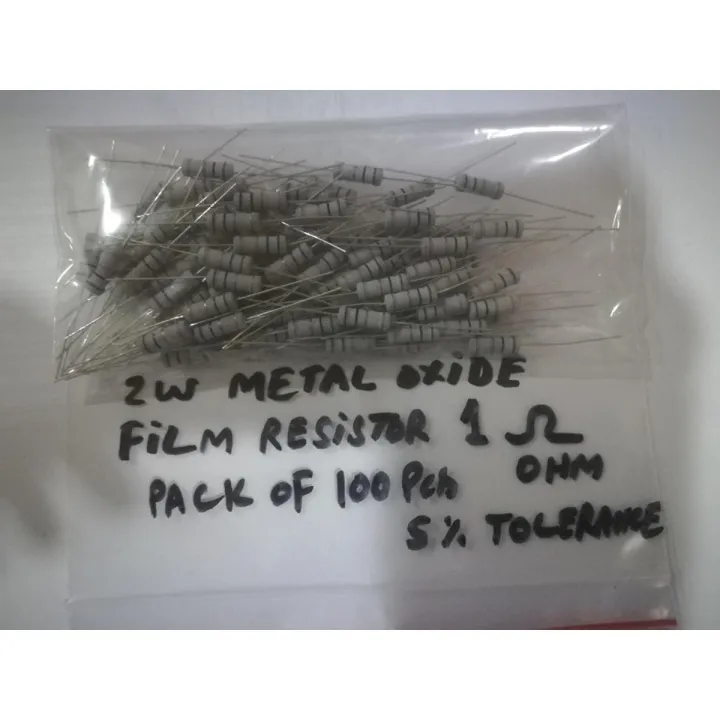 2W METAL OXIDE
FiLM RESiSTOR 1 Ω
OHM
PACK OF 100 Pch
5% TOLERANCE